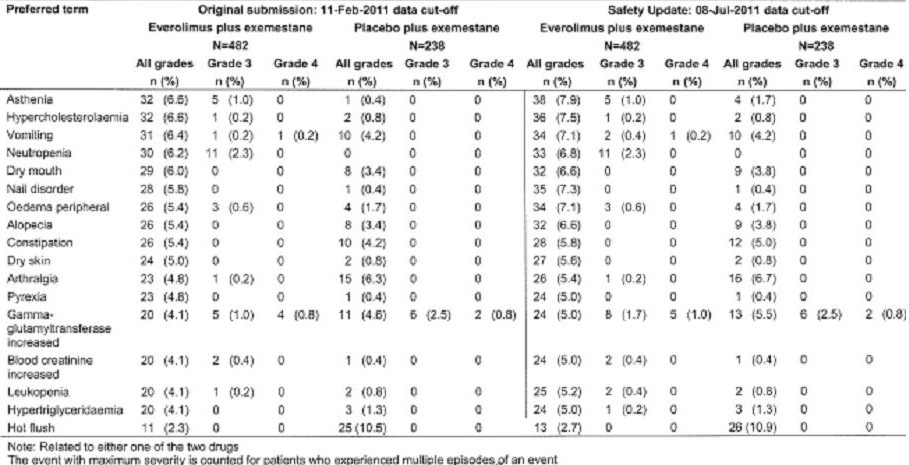 Preferred term Original submission: 11-Feb-2011 data cut-off Safety Update: 08-Jul-2011 data cut-off
Everolimus plus exemestane Placebo plus exemestane Everolimus plus exemestane Placebo plus exemestane
N=482 N=238 N=482 N=238
All grades Grade 3 Grade 4 All grades Grade 3 Grade 4 All grades Grade 3 Grade 4 All grades Grade 3 Grade 4
n (%) n (%) n (%) n (%) n (%) n (%) n (%) n (%) n (%) n (%) n (%) n (%)
Asthenia 32 (6.6) 5 (1.0) 0 1 (0.4) 0 0 38 (7.9) 5 (1.0) 0 4 (1.7) 0 0
Hypercholesterolaemia 32 (6.6) 1 (0.2) 0 2 (0.8) 0 0 36 (7.5) 1 (0.2) 0 2 (0.8) 0 0
Vomiting 31 (6.4) 1 (0.2) 1 (0.2) 10 (4.2) 0 0 34 (7.1) 2 (0.4) 1 (0.2) 10 (4.2) 0 0
Neutropenia 30 (6.2) 11 (2.3) 0 0 0 0 33 (6.8) 11 (2.3) 0 0 0 0
Dry mouth 29 (6.0) 0 0 8 (3.4) 0 0 32 (6.6) 0 0 9 (3.8) 0 0
Nail disorder 28 (5.8) 0 0 1 (0.4) 0 0 35 (7.3) 0 0 1 (0.4) 0 0
Oedema peripheral 26 (5.4) 3 (0.6) 0 4 (1.7) 0 0 34 (7.1) 3 (0.6) 0 4 (1.7) 0 0
Alopecia 26 (5.4) 0 0 8 (3.4) 0 0 32 (6.6) 0 0 9 (3.8) 0 0
Constipation 26 (5.4) 0 0 10 (4.2) 0 0 28 (5.8) 0 0 12 (5.0) 0 0
Dry skin 24 (5.0) 0 0 2 (0.8) 0 0 27 (5.6) 0 0 2 (0.8) 0 0
Arthralgia 23 (4.8) 1 (0.2) 0 15 (6.3) 0 0 26 (5.4) 1 (0.2) 0 16 (6.7) 0 0
Pyrexia 23 (4.8) 0 0 1 (0.4) 0 0 24 (5.0) 0 0 1 (0.4) 0 0
Gamma- 20 (4.1) 5 (1.0) 4 (0.8) 11 (4.6) 6 (2.5) 2 (0.8) 24 (5.0) 8 (1.7) 5 (1.0) 13 (5.5) 6 (2.5) 2 (0.8)
glutamyltransferase
increased
Blood creatinine 20 (4.1) 2 (0.4) 0 1 (0.4) 0 0 24 (5.0) 2 (0.4) 0 1 (0.4) 0 0
increased
Leukopenia 20 (4.1) 1 (0.2) 0 2 (0.8) 0 0 25 (5.2) 2 (0.4) 0 2 (0.8) 0 0
Hypertriglyceridaemia 20 (4.1) 0 0 3 (1.3) 0 0 24 (5.0) 1 (0.2) 0 3 (1.3) 0 0
Hot flush 11 (2.3) 0 0 25 (10.5) 0 0 13 (2.7) 0 0 26 (10.9) 0 0
Note: Related to either one of the two drugs
The event with maximum severity is counted for patients who experienced multiple episodes of an event